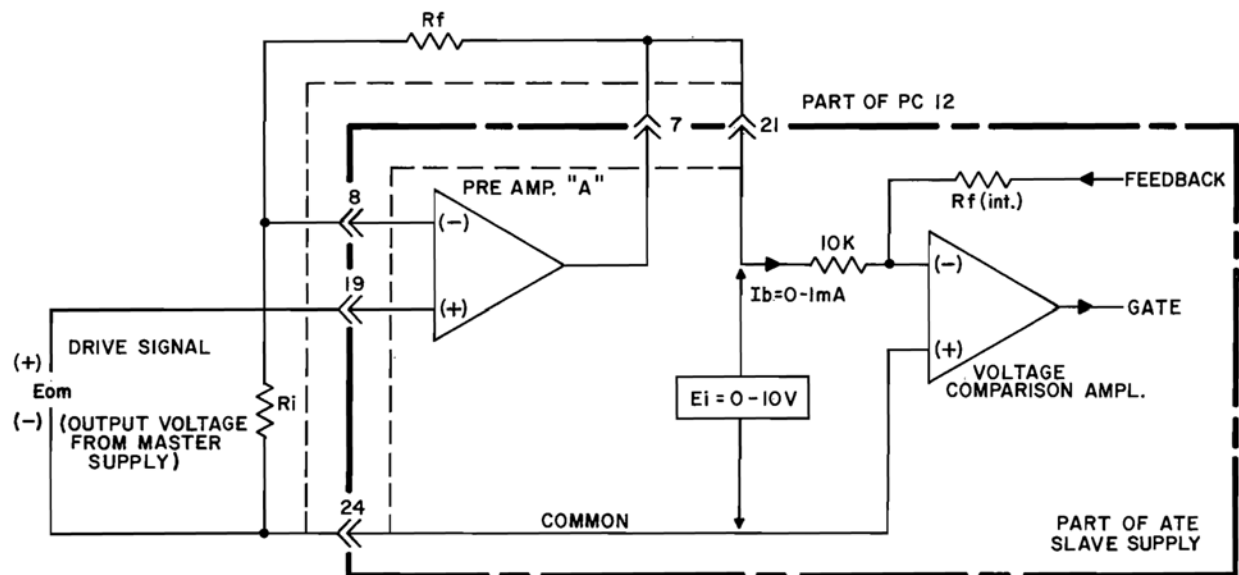 Rf
PART OF PC 12
7
21
PRE AMP. "A"
8
(-)
Rf (int.)
FEEDBACK
10K
19
(+)
(-)
Ib=0-1mA
GATE
DRIVE SIGNAL
(+)
Eom
(-)
(OUTPUT VOLTAGE
FROM MASTER
SUPPLY)
Ri
(+)
VOLTAGE
COMPARISON AMPL.
Ei = 0-10V
24
COMMON
PART OF ATE
SLAVE SUPPLY